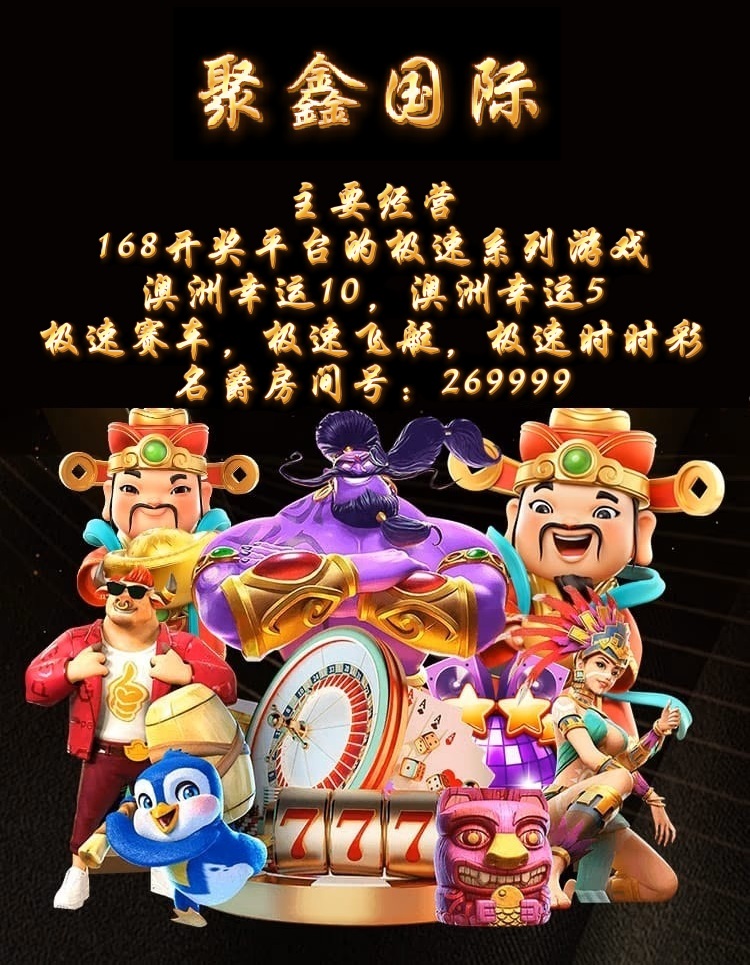 聚鑫国际
主要经营
168开奖平台的极速系列游戏
澳洲幸运10，澳洲幸运5
极速赛车，极速飞艇，极速时时彩
名爵房间号：269999
777